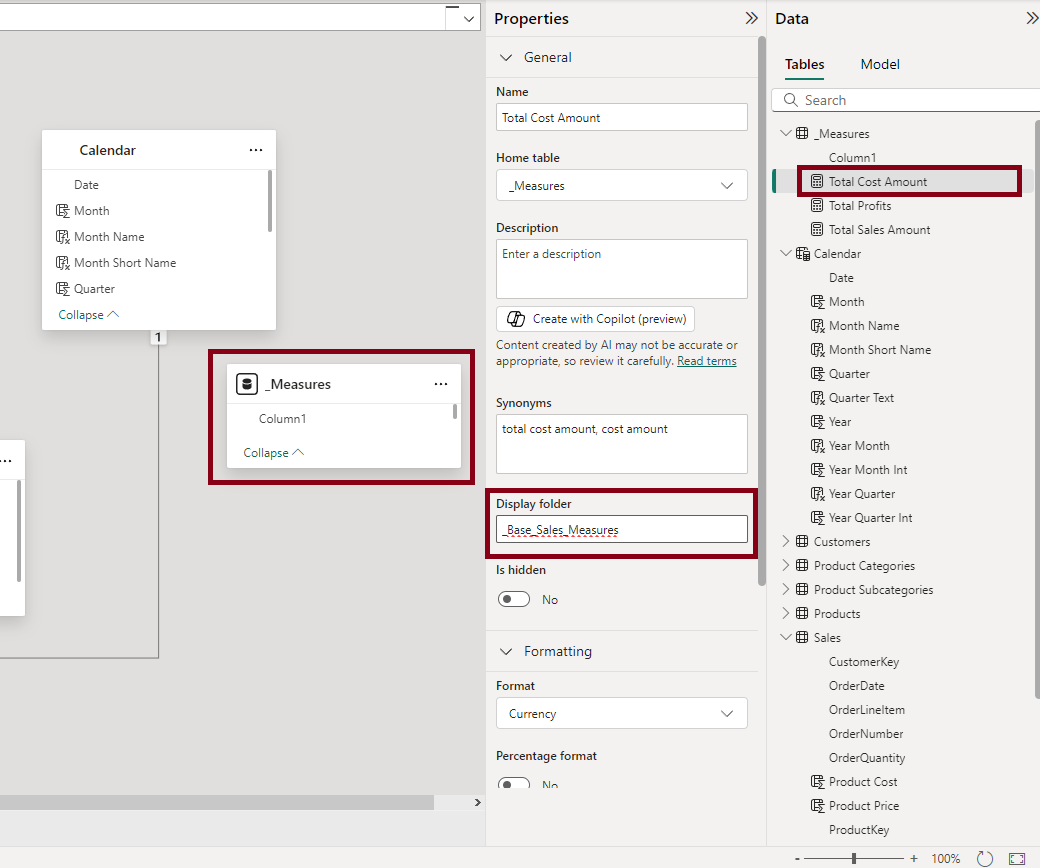 Calendar
...
Date
Month
Month Name
Month Short Name
Quarter
Collapse
1
...
_Measures
...
Column1
Collapse
Properties
General
Name
Total Cost Amount
Home table
_Measures
Description
Enter a description
Create with Copilot (preview)
Content created by AI may not be accurate or
appropriate, so review it carefully. Read terms
Synonyms
total cost amount, cost amount
Display folder
_Base_Sales_Measures
Is hidden
No
Formatting
Format
Currency
Percentage format
No
Data
Tables Model
Search
_Measures
Column1
Total Cost Amount
Total Profits
Total Sales Amount
Calendar
Date
Month
Month Name
Month Short Name
Quarter
Quarter Text
Year
Year Month
Year Month Int
Year Quarter
Year Quarter Int
Customers
Product Categories
Product Subcategories
Products
Sales
CustomerKey
OrderDate
OrderLineItem
OrderNumber
OrderQuantity
Product Cost
Product Price
ProductKey
- + 100%